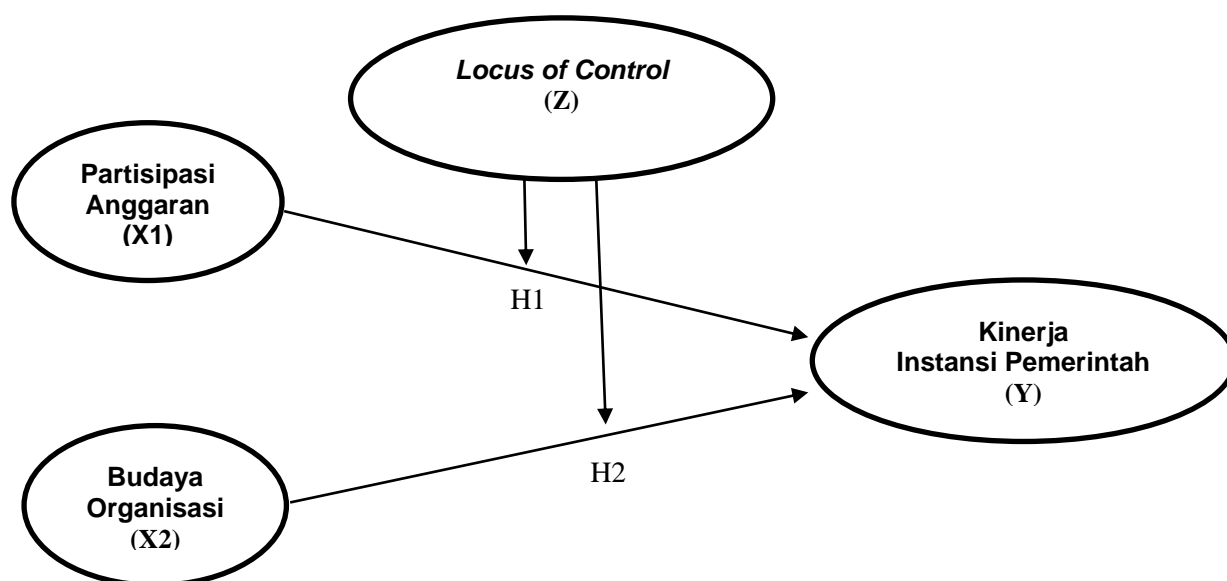 Locus of Control
(Z)
Partisipasi
Anggaran
(X1)
H1
Kinerja
Instansi Pemerintah
(Y)
H2
Budaya
Organisasi
(X2)